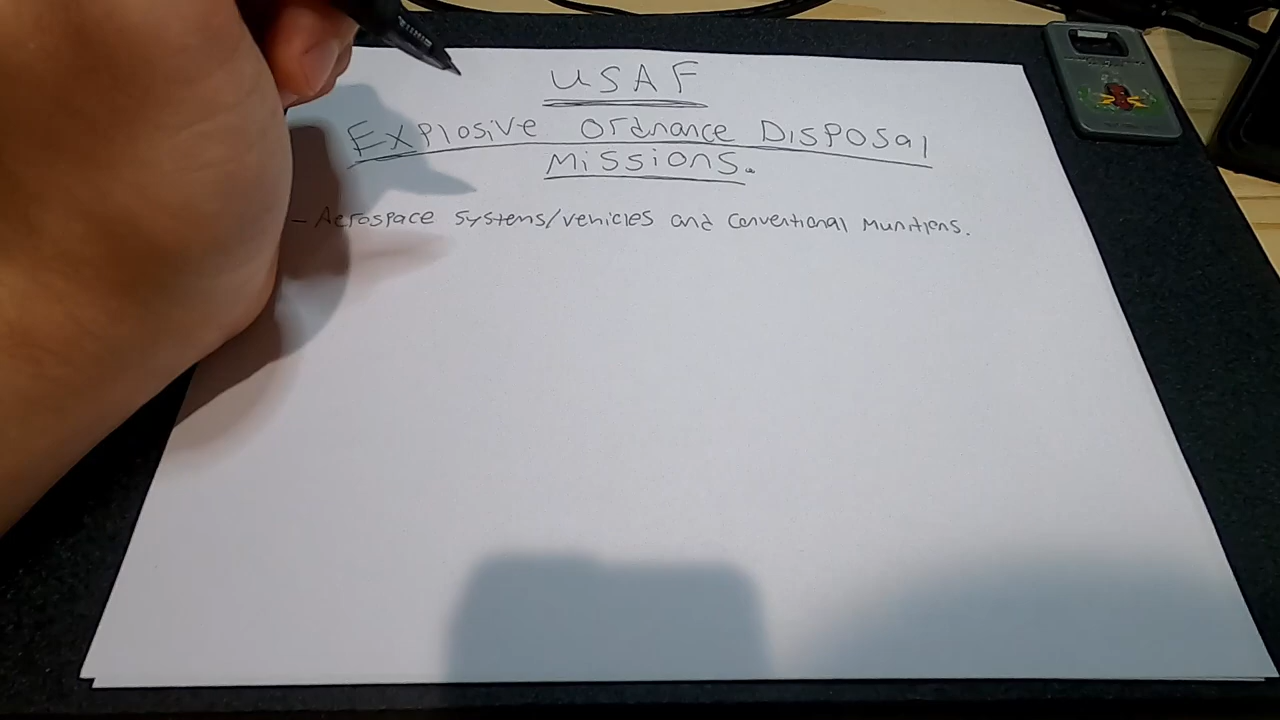 USAF
Explosive Ordnance Disposal
Missions.
- Aerospace Systems/vehicles and Conventional Munitions.